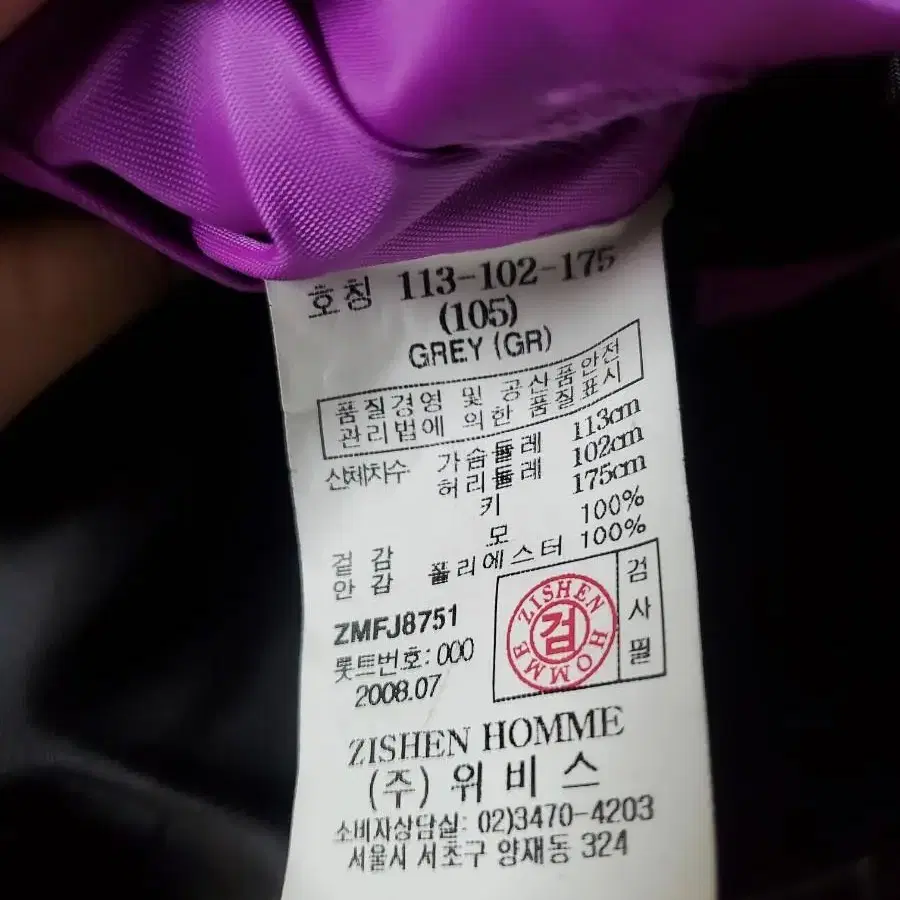 호칭 113-102-175
(105)
GREY (GR)
품질경영 및 공산품안전
관리법에 의한 품질표시
신체치수 가슴둘레 113cm
허리둘레 102cm
키 175cm
겉감 모 100%
안감 폴리에스터 100%
ZMFJ8751
롯트번호: 000
2008.07
ZISHEN HOMME
검
검사필
ZISHEN HOMME
(주) 위비스
소비자상담실: 02)3470-4203
서울시 서초구 양재동 324